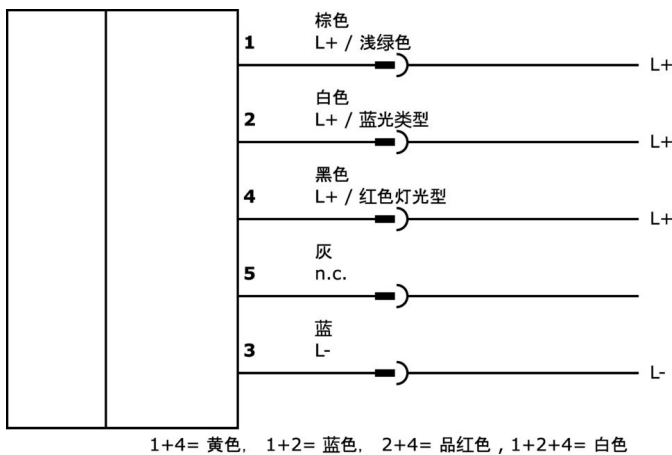 棕色
1 L+ / 浅绿色
L+
白色
2 L+ / 蓝光类型
L+
黑色
4 L+ / 红色灯光型
L+
灰
5 n.c.
蓝
3 L-
L-
1+4= 黄色, 1+2= 蓝色, 2+4= 品红色 , 1+2+4= 白色